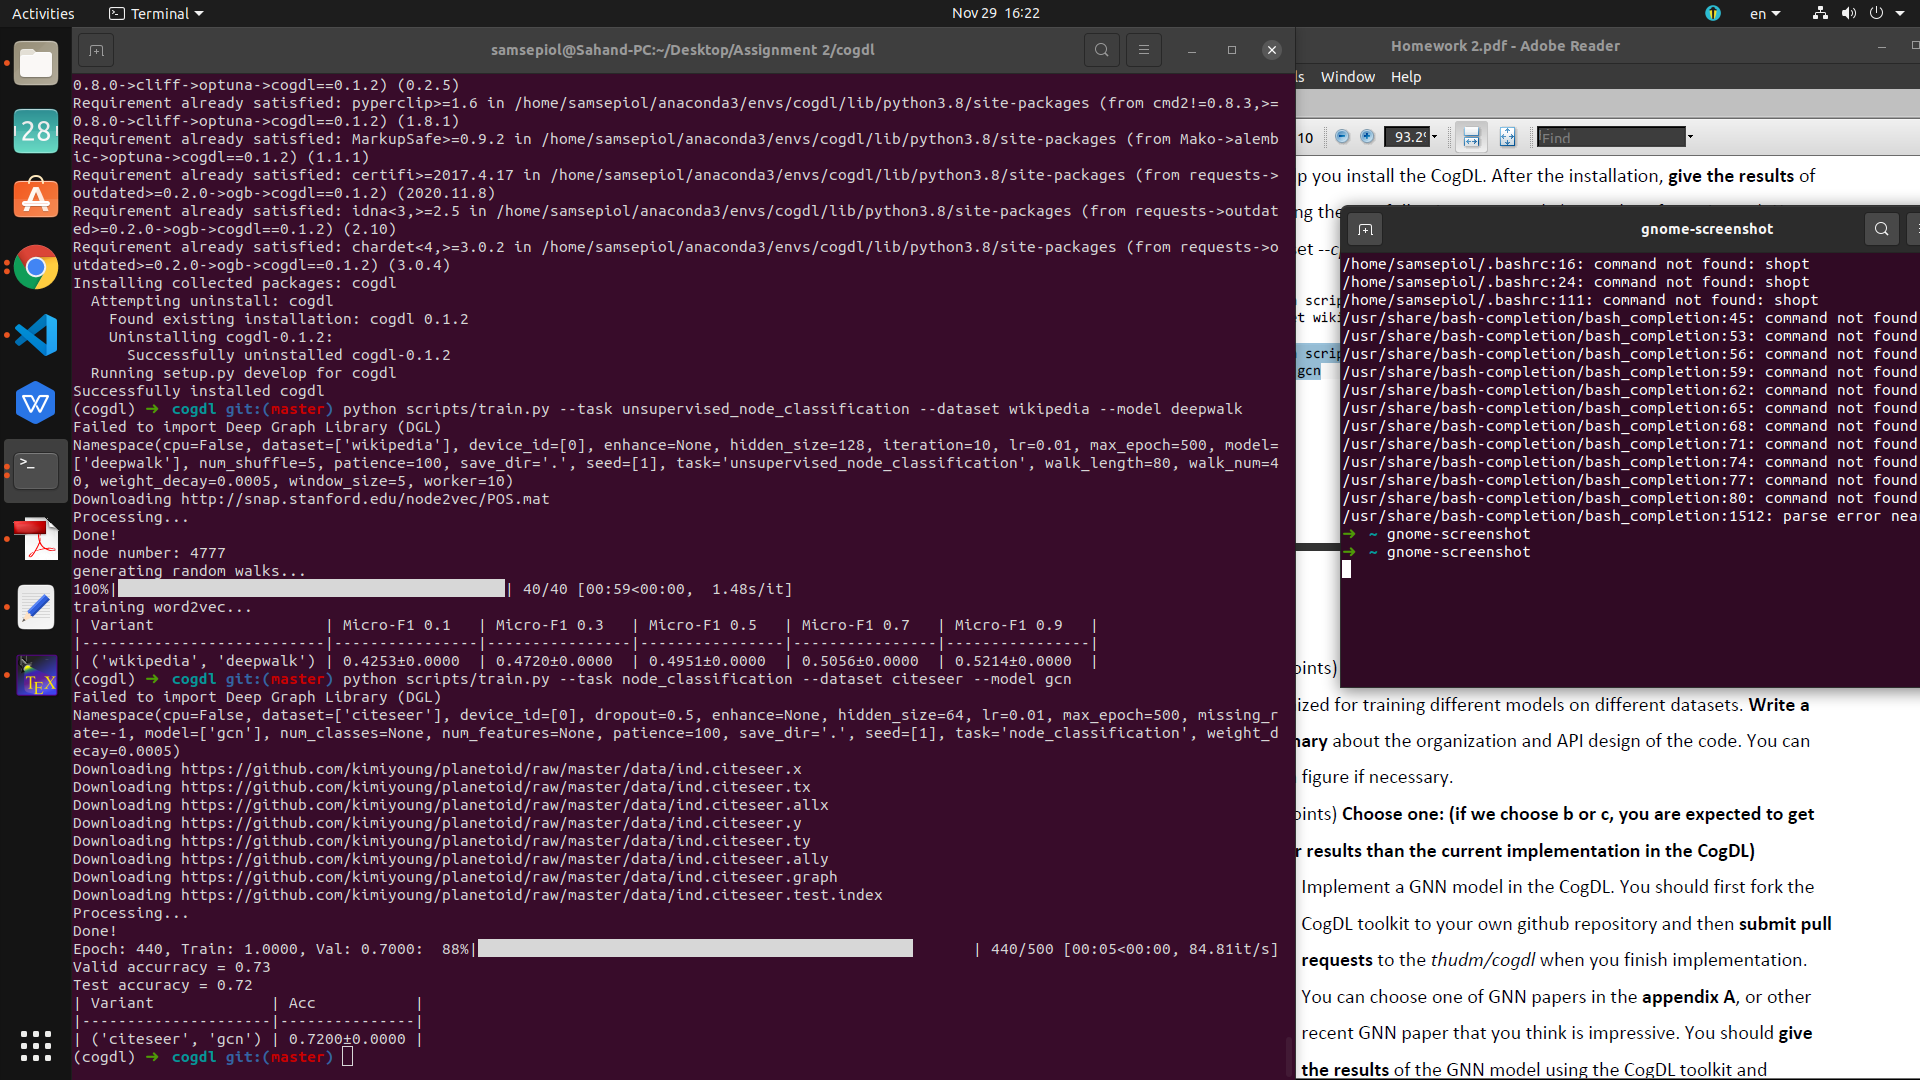 Activities
Terminal
Nov 29 16:22
en
samsepiol@Sahand-PC:~/Desktop/Assignment 2/cogdl
0.8.0->cliff->optuna->cogdl==0.1.2) (0.2.5)
Requirement already satisfied: pyperclip>=1.6 in /home/samsepiol/anaconda3/envs/cogdl/lib/python3.8/site-packages (from cmd2!=0.8.3,>=
0.8.0->cliff->optuna->cogdl==0.1.2) (1.8.1)
Requirement already satisfied: MarkupSafe>=0.9.2 in /home/samsepiol/anaconda3/envs/cogdl/lib/python3.8/site-packages (from Mako->alemb
ic->optuna->cogdl==0.1.2) (1.1.1)
Requirement already satisfied: certifi>=2017.4.17 in /home/samsepiol/anaconda3/envs/cogdl/lib/python3.8/site-packages (from requests->
outdated>=0.2.0->ogb->cogdl==0.1.2) (2020.11.8)
Requirement already satisfied: idna<3,>=2.5 in /home/samsepiol/anaconda3/envs/cogdl/lib/python3.8/site-packages (from requests->outdat
ed>=0.2.0->ogb->cogdl==0.1.2) (2.10)
Requirement already satisfied: chardet<4,>=3.0.2 in /home/samsepiol/anaconda3/envs/cogdl/lib/python3.8/site-packages (from requests->o
utdated>=0.2.0->ogb->cogdl==0.1.2) (3.0.4)
Installing collected packages: cogdl
Attempting uninstall: cogdl
Found existing installation: cogdl 0.1.2
Uninstalling cogdl-0.1.2:
Successfully uninstalled cogdl-0.1.2
Running setup.py develop for cogdl
Successfully installed cogdl
(cogdl) ➜ cogdl git:(master) python scripts/train.py --task unsupervised_node_classification --dataset wikipedia --model deepwalk
Failed to import Deep Graph Library (DGL)
Namespace(cpu=False, dataset=['wikipedia'], device_id=[0], enhance=None, hidden_size=128, iteration=10, lr=0.01, max_epoch=500, model=
['deepwalk'], num_shuffle=5, patience=100, save_dir='.', seed=[1], task='unsupervised_node_classification', walk_length=80, walk_num=4
0, weight_decay=0.0005, window_size=5, worker=10)
Downloading http://snap.stanford.edu/node2vec/POS.mat
Processing...
Done!
node number: 4777
generating random walks...
100%| | 40/40 [00:59<00:00, 1.48s/it]
training word2vec...
| Variant | Micro-F1 0.1 | Micro-F1 0.3 | Micro-F1 0.5 | Micro-F1 0.7 | Micro-F1 0.9 |
|---------------------------|----------------|----------------|----------------|----------------|----------------|
| ('wikipedia', 'deepwalk') | 0.4253±0.0000 | 0.4720±0.0000 | 0.4951±0.0000 | 0.5056±0.0000 | 0.5214±0.0000 |
(cogdl) ➜ cogdl git:(master) python scripts/train.py --task node_classification --dataset citeseer --model gcn
Failed to import Deep Graph Library (DGL)
Namespace(cpu=False, dataset=['citeseer'], device_id=[0], dropout=0.5, enhance=None, hidden_size=64, lr=0.01, max_epoch=500, missing_r
ate=-1, model=['gcn'], num_classes=None, num_features=None, patience=100, save_dir='.', seed=[1], task='node_classification', weight_d
ecay=0.0005)
Downloading https://github.com/kimiyoung/planetoid/raw/master/data/ind.citeseer.x
Downloading https://github.com/kimiyoung/planetoid/raw/master/data/ind.citeseer.tx
Downloading https://github.com/kimiyoung/planetoid/raw/master/data/ind.citeseer.allx
Downloading https://github.com/kimiyoung/planetoid/raw/master/data/ind.citeseer.y
Downloading https://github.com/kimiyoung/planetoid/raw/master/data/ind.citeseer.ty
Downloading https://github.com/kimiyoung/planetoid/raw/master/data/ind.citeseer.ally
Downloading https://github.com/kimiyoung/planetoid/raw/master/data/ind.citeseer.graph
Downloading https://github.com/kimiyoung/planetoid/raw/master/data/ind.citeseer.test.index
Processing...
Done!
Epoch: 440, Train: 1.0000, Val: 0.7000: 88%| | 440/500 [00:05<00:00, 84.81it/s]
Valid accurracy = 0.73
Test accuracy = 0.72
| Variant | Acc |
|---------------------|---------------|
| ('citeseer', 'gcn') | 0.7200±0.0000 |
(cogdl) ➜ cogdl git:(master)
28
Homework 2.pdf - Adobe Reader
ls Window Help
10
93.2%
Find
p you install the CogDL. After the installation, give the results of
gnome-screenshot
/home/samsepiol/.bashrc:16: command not found: shopt
/home/samsepiol/.bashrc:24: command not found: shopt
/home/samsepiol/.bashrc:111: command not found: shopt
/usr/share/bash-completion/bash_completion:45: command not found
/usr/share/bash-completion/bash_completion:53: command not found
/usr/share/bash-completion/bash_completion:56: command not found
/usr/share/bash-completion/bash_completion:59: command not found
/usr/share/bash-completion/bash_completion:62: command not found
/usr/share/bash-completion/bash_completion:65: command not found
/usr/share/bash-completion/bash_completion:68: command not found
/usr/share/bash-completion/bash_completion:71: command not found
/usr/share/bash-completion/bash_completion:74: command not found
/usr/share/bash-completion/bash_completion:77: command not found
/usr/share/bash-completion/bash_completion:80: command not found
/usr/share/bash-completion/bash_completion:1512: parse error nea
➜ ~ gnome-screenshot
➜ ~ gnome-screenshot
oints)
ized for training different models on different datasets. Write a
nary about the organization and API design of the code. You can
figure if necessary.
oints) Choose one: (if we choose b or c, you are expected to get
r results than the current implementation in the CogDL)
Implement a GNN model in the CogDL. You should first fork the
CogDL toolkit to your own github repository and then submit pull
requests to the thudm/cogdl when you finish implementation.
You can choose one of GNN papers in the appendix A, or other
recent GNN paper that you think is impressive. You should give
the results of the GNN model using the CogDL toolkit and